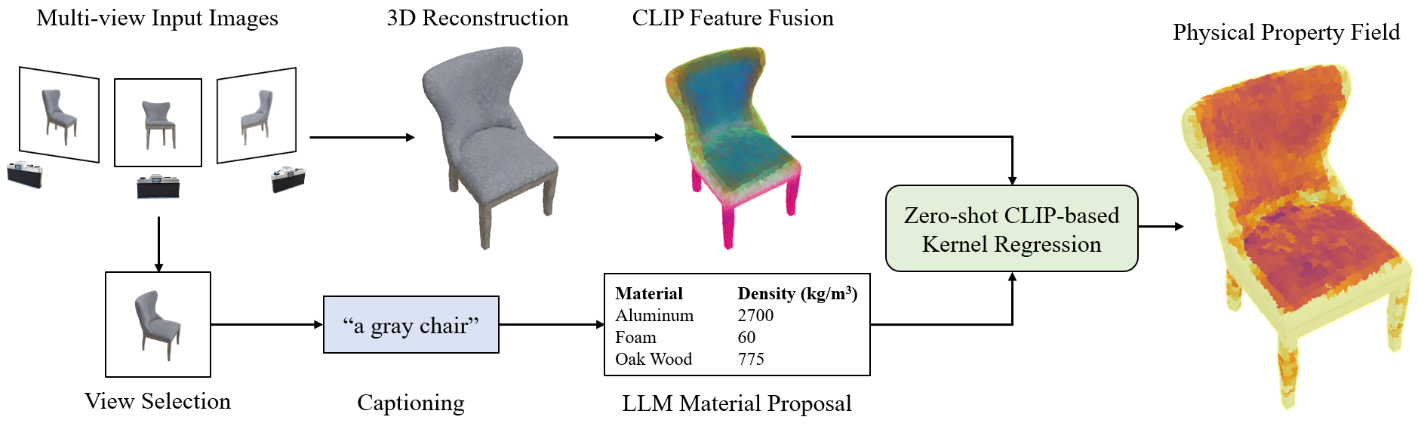 Multi-view Input Images
3D Reconstruction
CLIP Feature Fusion
Physical Property Field
Zero-shot CLIP-based
Kernel Regression
"a gray chair"
Material Density (kg/m³)
Aluminum 2700
Foam 60
Oak Wood 775
View Selection
Captioning
LLM Material Proposal